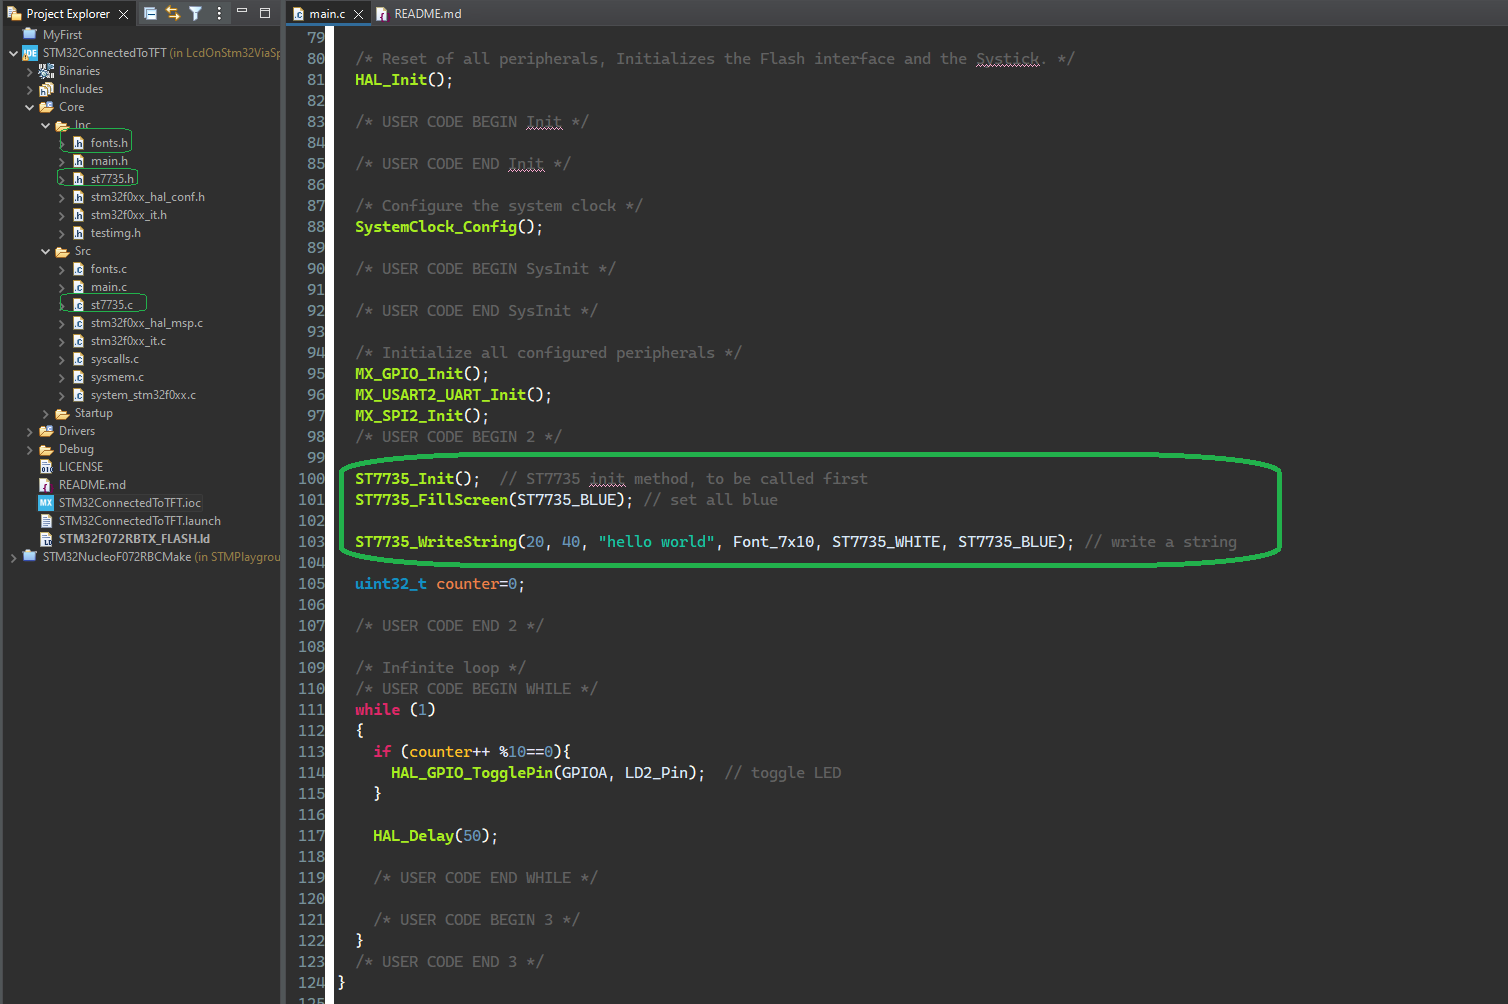 Project Explorer
MyFirst
STM32ConnectedToTFT (in LcdOnStm32ViaSp
Binaries
Includes
Core
Inc
fonts.h
main.h
st7735.h
stm32f0xx_hal_conf.h
stm32f0xx_it.h
testimg.h
Src
fonts.c
main.c
st7735.c
stm32f0xx_hal_msp.c
stm32f0xx_it.c
syscalls.c
sysmem.c
system_stm32f0xx.c
Startup
Drivers
Debug
LICENSE
README.md
STM32ConnectedToTFT.ioc
STM32ConnectedToTFT.launch
STM32F072RBTX_FLASH.ld
STM32NucleoF072RBCMake (in STMPlaygrou
main.c
README.md
79
80 /* Reset of all peripherals, Initializes the Flash interface and the Systick. */
81 HAL_Init();
82
83 /* USER CODE BEGIN Init */
84
85 /* USER CODE END Init */
86
87 /* Configure the system clock */
88 SystemClock_Config();
89
90 /* USER CODE BEGIN SysInit */
91
92 /* USER CODE END SysInit */
93
94 /* Initialize all configured peripherals */
95 MX_GPIO_Init();
96 MX_USART2_UART_Init();
97 MX_SPI2_Init();
98 /* USER CODE BEGIN 2 */
99
100 ST7735_Init();  // ST7735 init method, to be called first
101 ST7735_FillScreen(ST7735_BLUE); // set all blue
102
103 ST7735_WriteString(20, 40, "hello world", Font_7x10, ST7735_WHITE, ST7735_BLUE); // write a string
104
105 uint32_t counter=0;
106
107 /* USER CODE END 2 */
108
109 /* Infinite loop */
110 /* USER CODE BEGIN WHILE */
111 while (1)
112 {
113 if (counter++ %10==0){
114 HAL_GPIO_TogglePin(GPIOA, LD2_Pin);  // toggle LED
115 }
116
117 HAL_Delay(50);
118
119 /* USER CODE END WHILE */
120
121 /* USER CODE BEGIN 3 */
122 }
123 /* USER CODE END 3 */
124 }
125